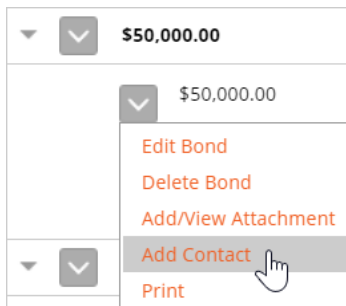 $50,000.00
$50,000.00
Edit Bond
Delete Bond
Add/View Attachment
Add Contact
Print